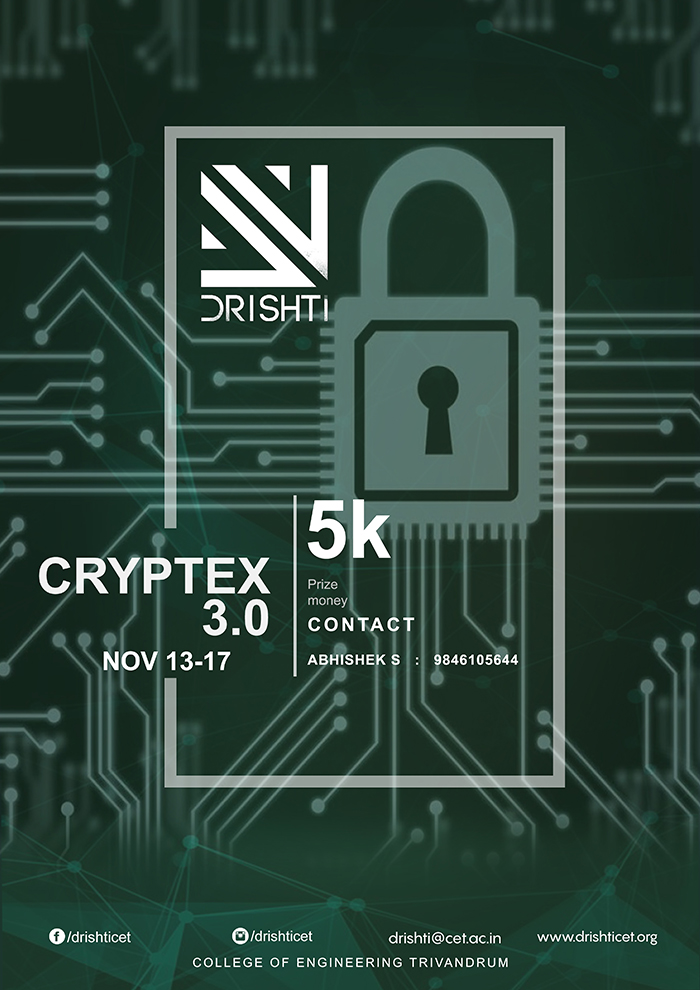 DRISHTI
5k
Prize
money
CONTACT
ABHISHEK S : 9846105644
CRYPTEX
3.0
NOV 13-17
/drishticet
/drishticet
drishti@cet.ac.in
www.drishticet.org
COLLEGE OF ENGINEERING TRIVANDRUM